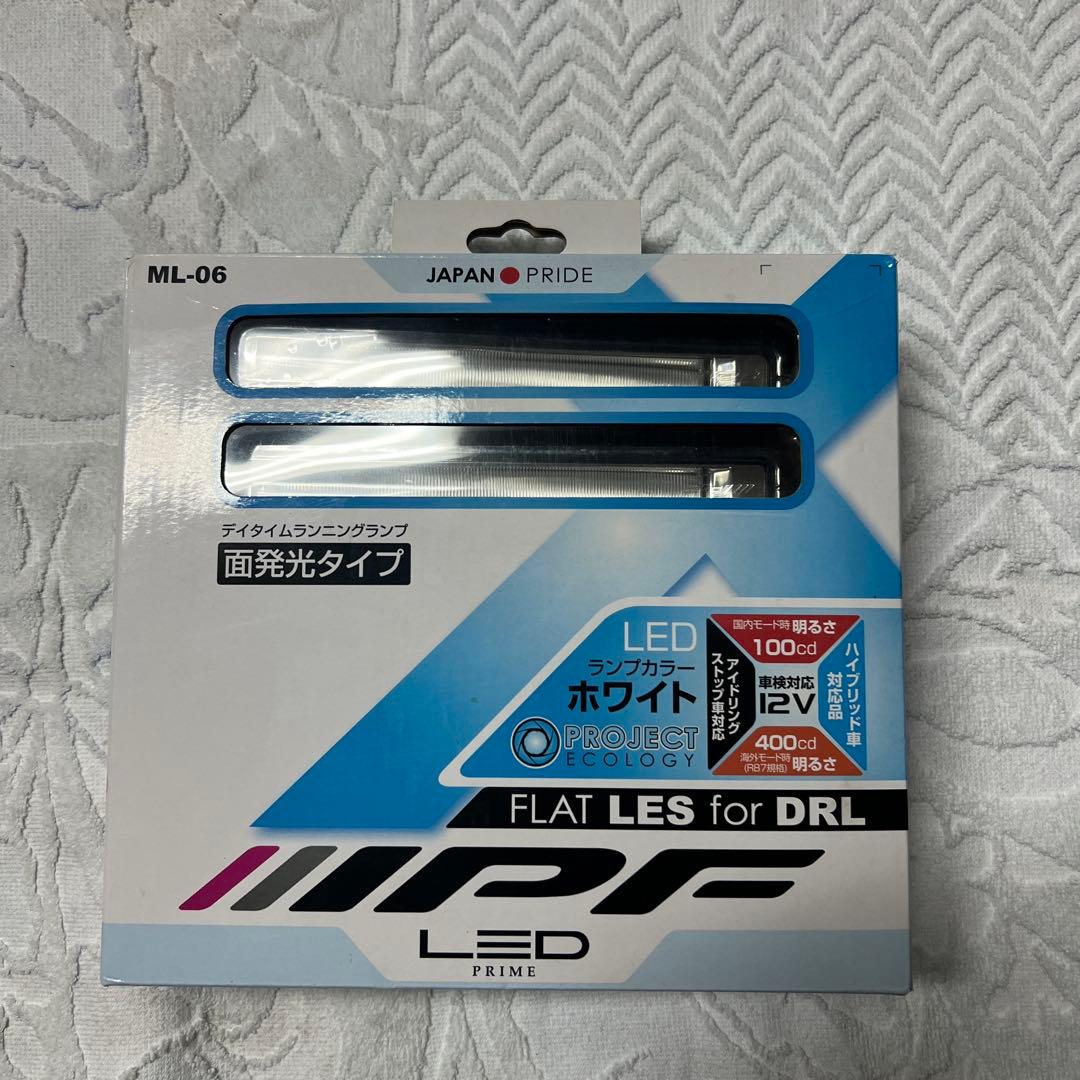 ML-06
JAPAN PRIDE
デイタイムランニングランプ
面発光タイプ
LED
ランプカラー
ホワイト
PROJECT
ECOLOGY
国内モード時 明るさ
100cd
アイドリング
ストップ車対応
車検対応
12V
ハイブリッド車
対応品
400cd
海外モード時 明るさ
(R87規格)
FLAT LES for DRL
IPF
LED
PRIME